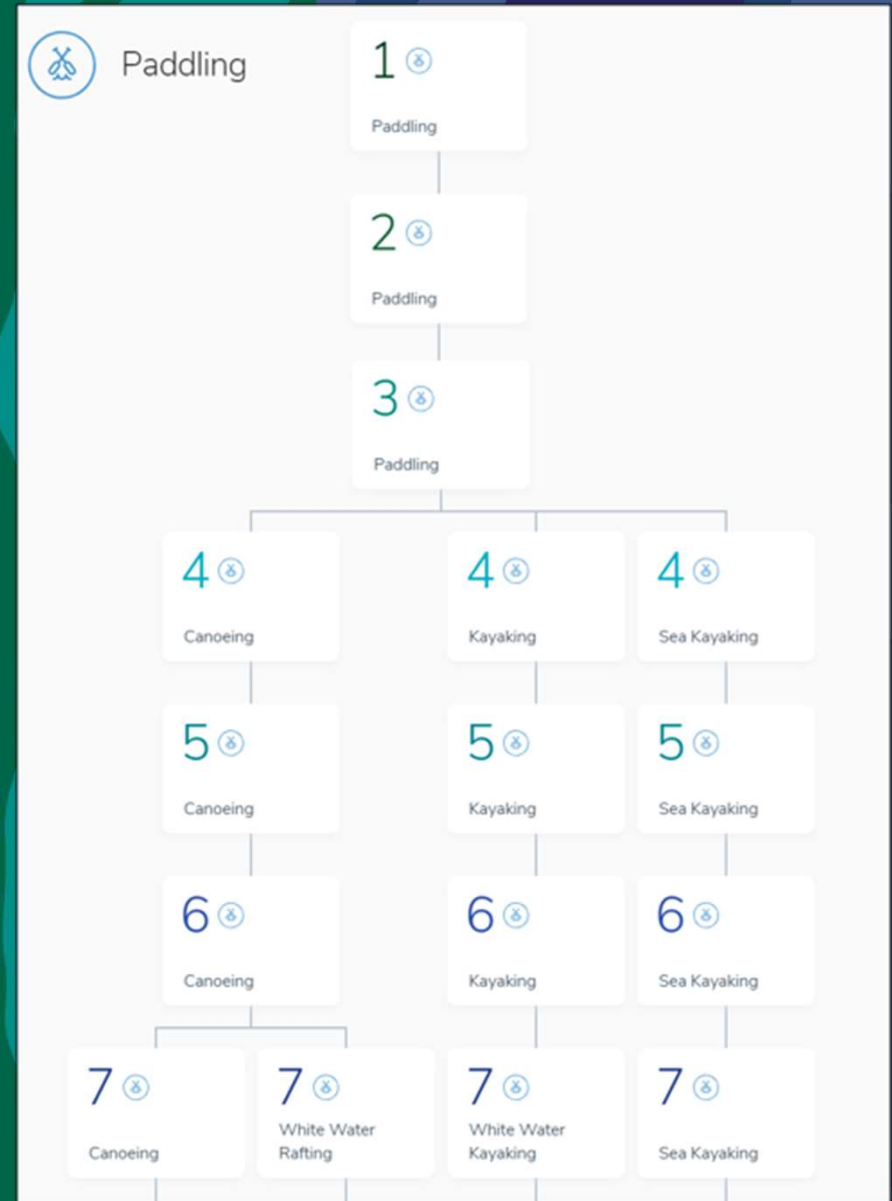 Paddling
1
Paddling
2
Paddling
3
Paddling
4
Canoeing
4
Kayaking
4
Sea Kayaking
5
Canoeing
5
Kayaking
5
Sea Kayaking
6
Canoeing
6
Kayaking
6
Sea Kayaking
7
Canoeing
7
White Water
Rafting
7
White Water
Kayaking
7
Sea Kayaking